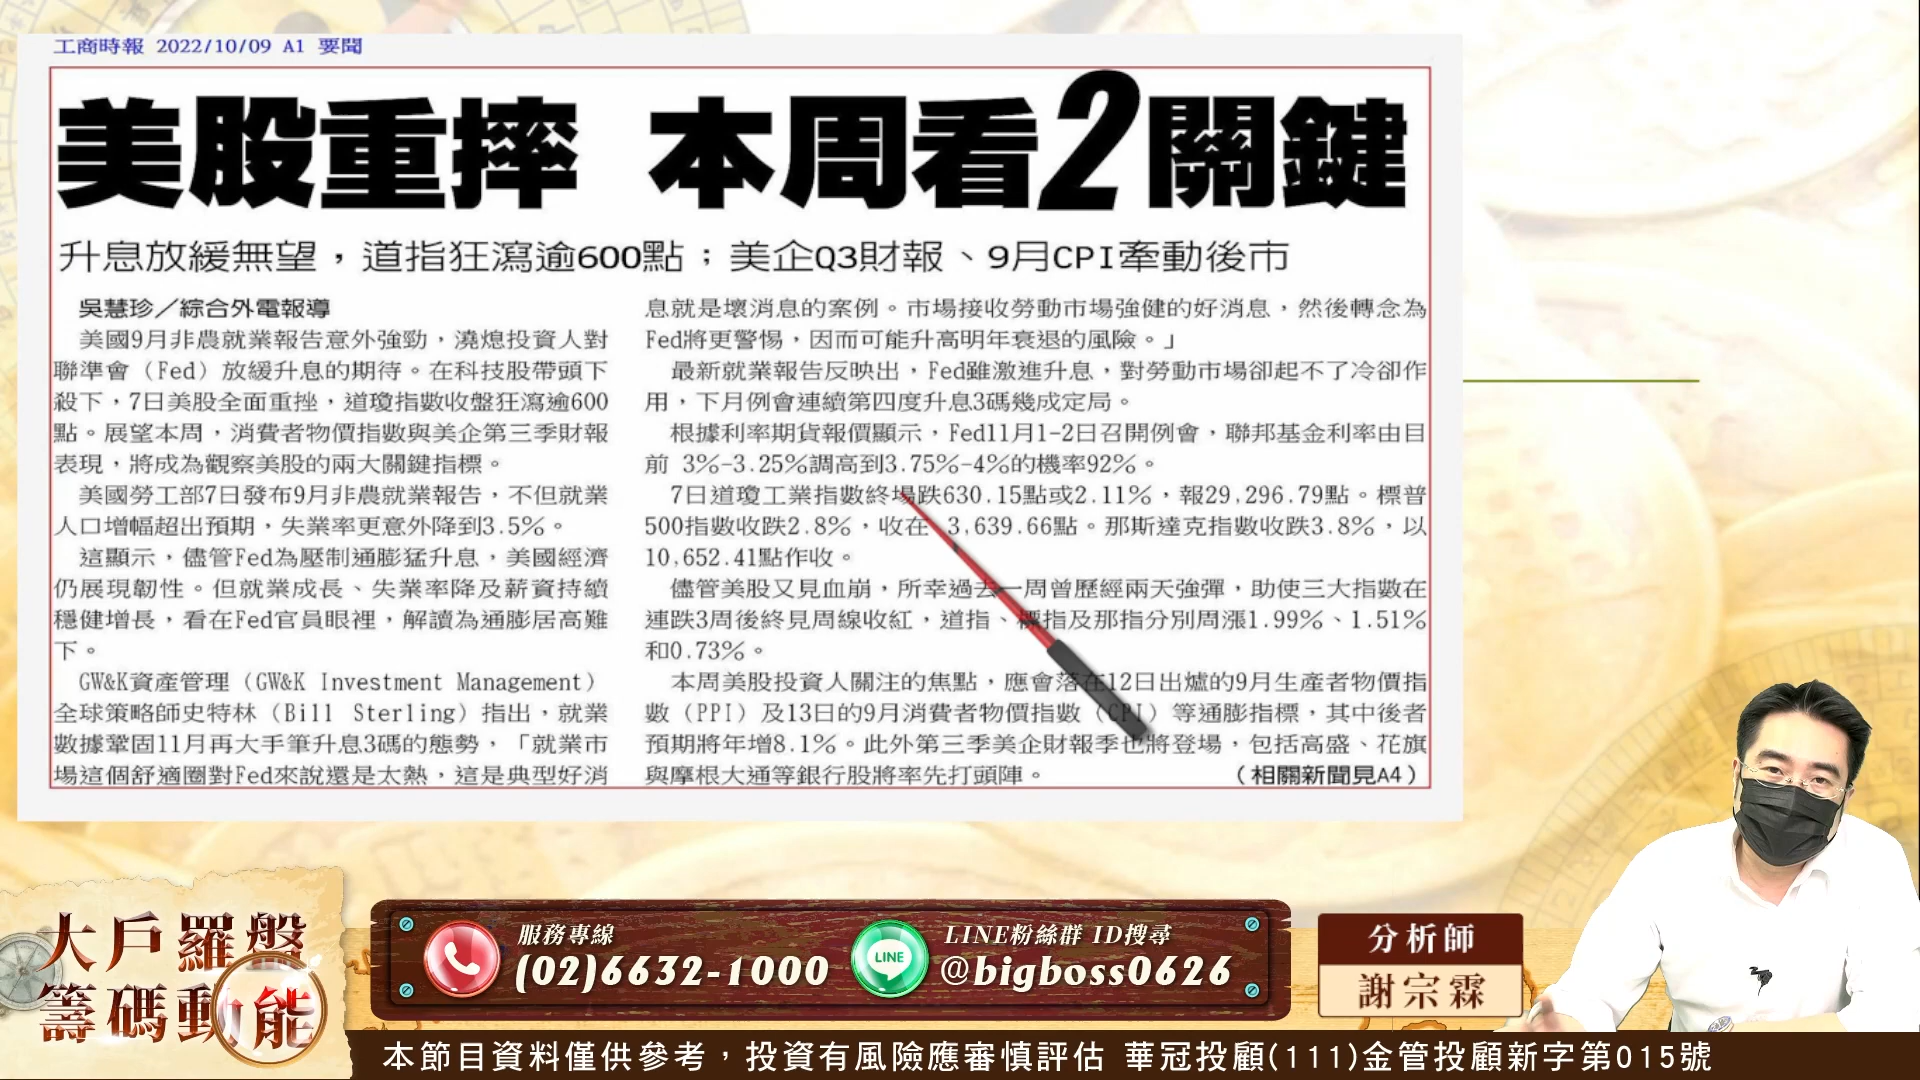 工商時報 2022/10/09 A1 要聞
美股重摔 本周看2關鍵
升息放緩無望，道指狂瀉逾600點；美企Q3財報、9月CPI牽動後市
吳慧珍／綜合外電報導
美國9月非農就業報告意外強勁，澆熄投資人對
聯準會（Fed）放緩升息的期待。在科技股帶頭下
殺下，7日美股全面重挫，道瓊指數收盤狂瀉逾600
點。展望本周，消費者物價指數與美企第三季財報
表現，將成為觀察美股的兩大關鍵指標。
美國勞工部7日發布9月非農就業報告，不但就業
人口增幅超出預期，失業率更意外降到3.5%。
這顯示，儘管Fed為壓制通膨猛升息，美國經濟
仍展現韌性。但就業成長、失業率降及薪資持續
穩健增長，看在Fed官員眼裡，解讀為通膨居高難
下。
GW&K資產管理（GW&K Investment Management）
全球策略師史特林（Bill Sterling）指出，就業
數據鞏固11月再大手筆升息3碼的態勢，「就業市
場這個舒適圈對Fed來說還是太熱，這是典型好消
息就是壞消息的案例。市場接收勞動市場強健的好消息，然後轉念為
Fed將更警惕，因而可能升高明年衰退的風險。」
最新就業報告反映出，Fed雖激進升息，對勞動市場卻起不了冷卻作
用，下月例會連續第四度升息3碼幾成定局。
根據利率期貨報價顯示，Fed11月1-2日召開例會，聯邦基金利率由目
前 3%-3.25%調高到3.75%-4%的機率92%。
7日道瓊工業指數終場跌630.15點或2.11%，報29,296.79點。標普
500指數收跌2.8%，收在 3,639.66點。那斯達克指數收跌3.8%，以
10,652.41點作收。
儘管美股又見血崩，所幸過去一周曾歷經兩天強彈，助使三大指數在
連跌3周後終見周線收紅，道指、標指及那指分別周漲1.99%、1.51%
和0.73%。
本周美股投資人關注的焦點，應會落在12日出爐的9月生產者物價指
數（PPI）及13日的9月消費者物價指數（CPI）等通膨指標，其中後者
預期將年增8.1%。此外第三季美企財報季也將登場，包括高盛、花旗
與摩根大通等銀行股將率先打頭陣。 （相關新聞見A4）
大戶羅盤
籌碼動能
服務專線
(02)6632-1000
LINE
LINE粉絲群 ID搜尋
@bigboss0626
分析師
謝宗霖
本節目資料僅供參考，投資有風險應審慎評估 華冠投顧(111)金管投顧新字第015號